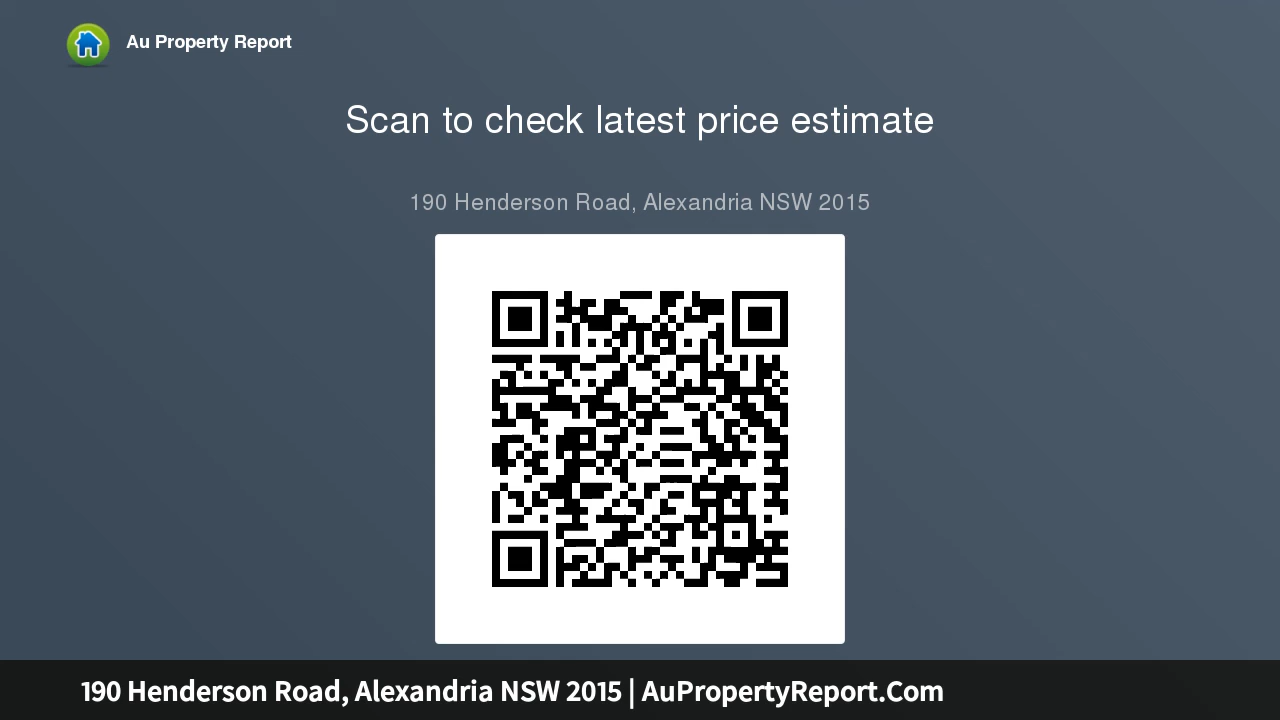 Au Property Report
Scan to check latest price estimate
190 Henderson Road, Alexandria NSW 2015
190 Henderson Road, Alexandria NSW 2015 | AuPropertyReport.Com